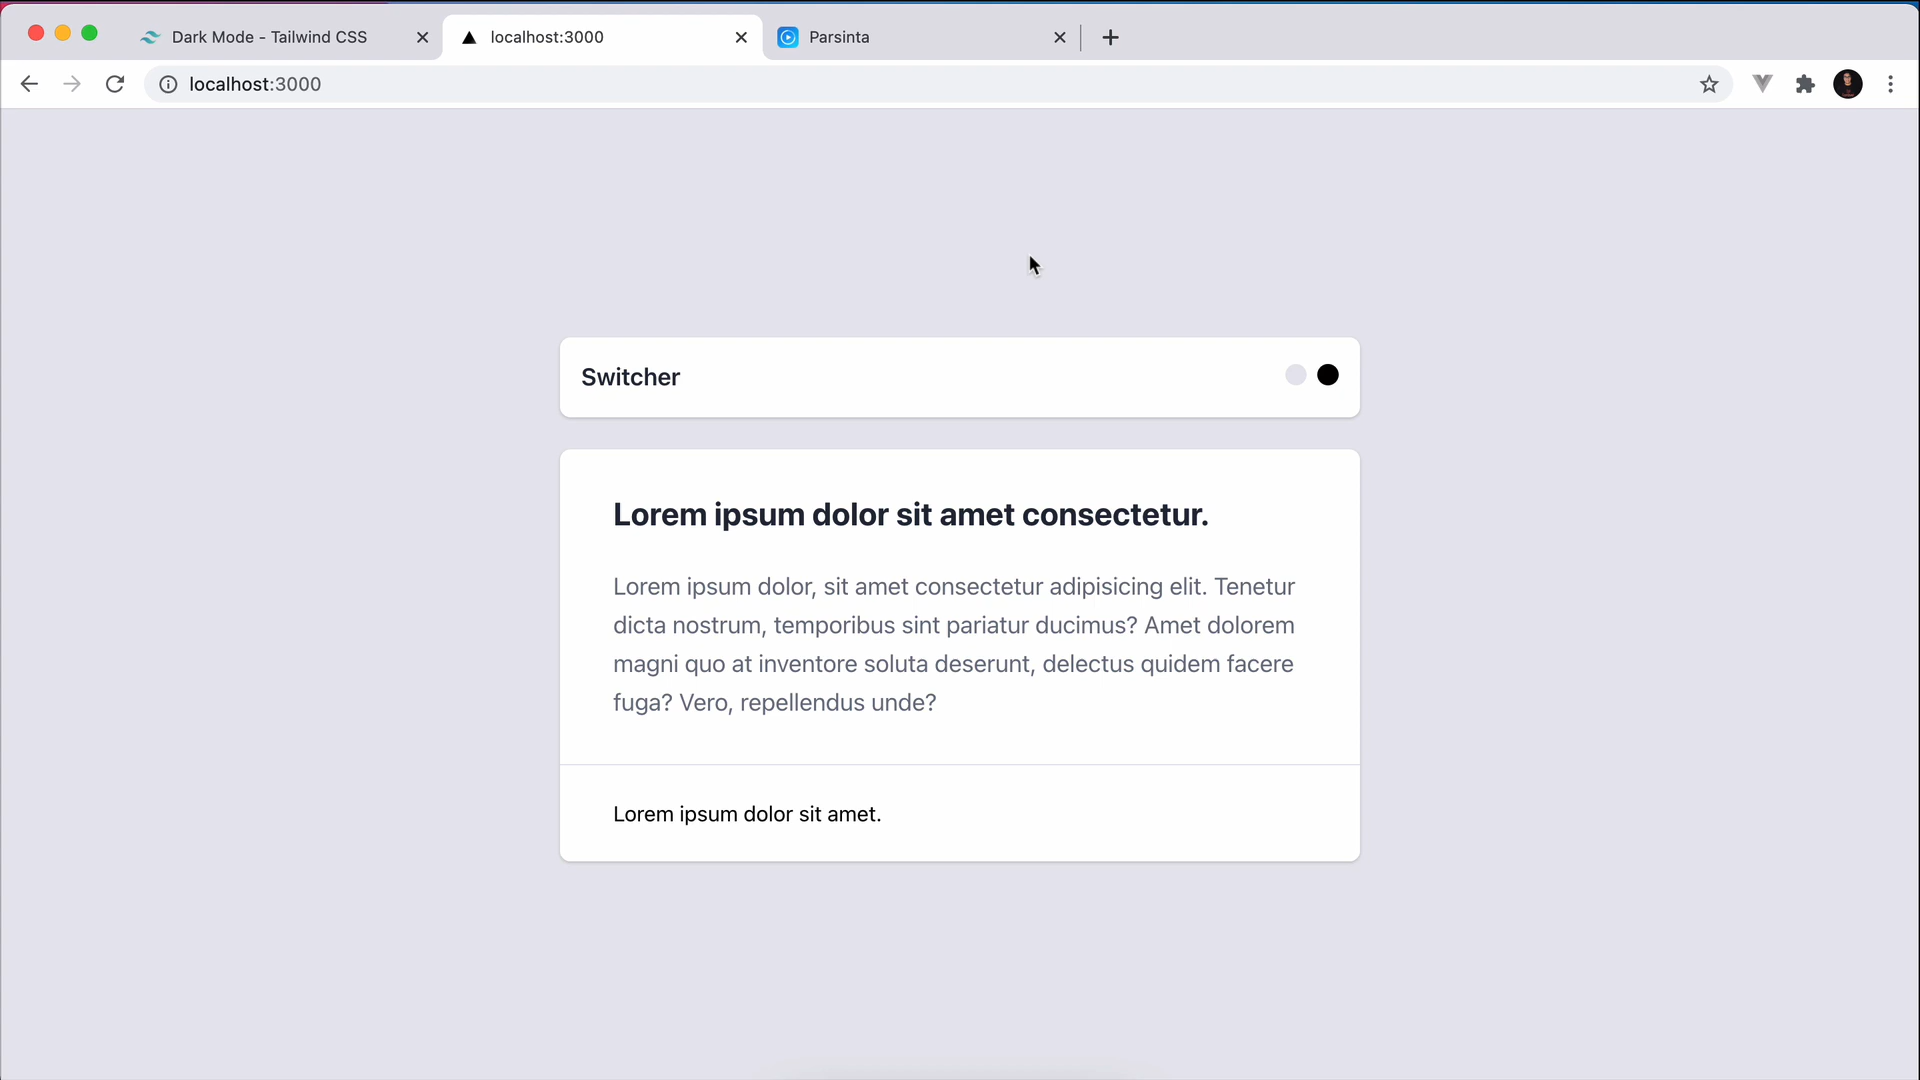 Dark Mode - Tailwind CSS
localhost:3000
Parsinta
localhost:3000
Switcher
Lorem ipsum dolor sit amet consectetur.
Lorem ipsum dolor, sit amet consectetur adipisicing elit. Tenetur
dicta nostrum, temporibus sint pariatur ducimus? Amet dolorem
magni quo at inventore soluta deserunt, delectus quidem facere
fuga? Vero, repellendus unde?
Lorem ipsum dolor sit amet.